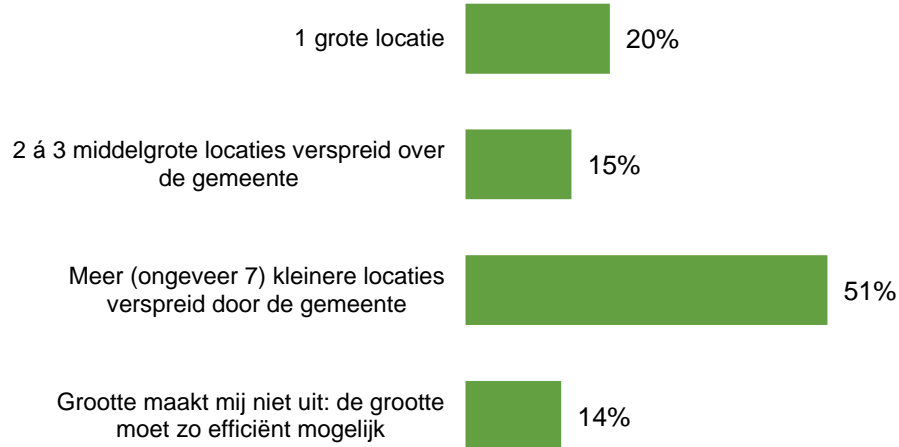 1 grote locatie
20%
2 á 3 middelgrote locaties verspreid over
de gemeente
15%
Meer (ongeveer 7) kleinere locaties
verspreid door de gemeente
51%
Grootte maakt mij niet uit: de grootte
moet zo efficiënt mogelijk
14%